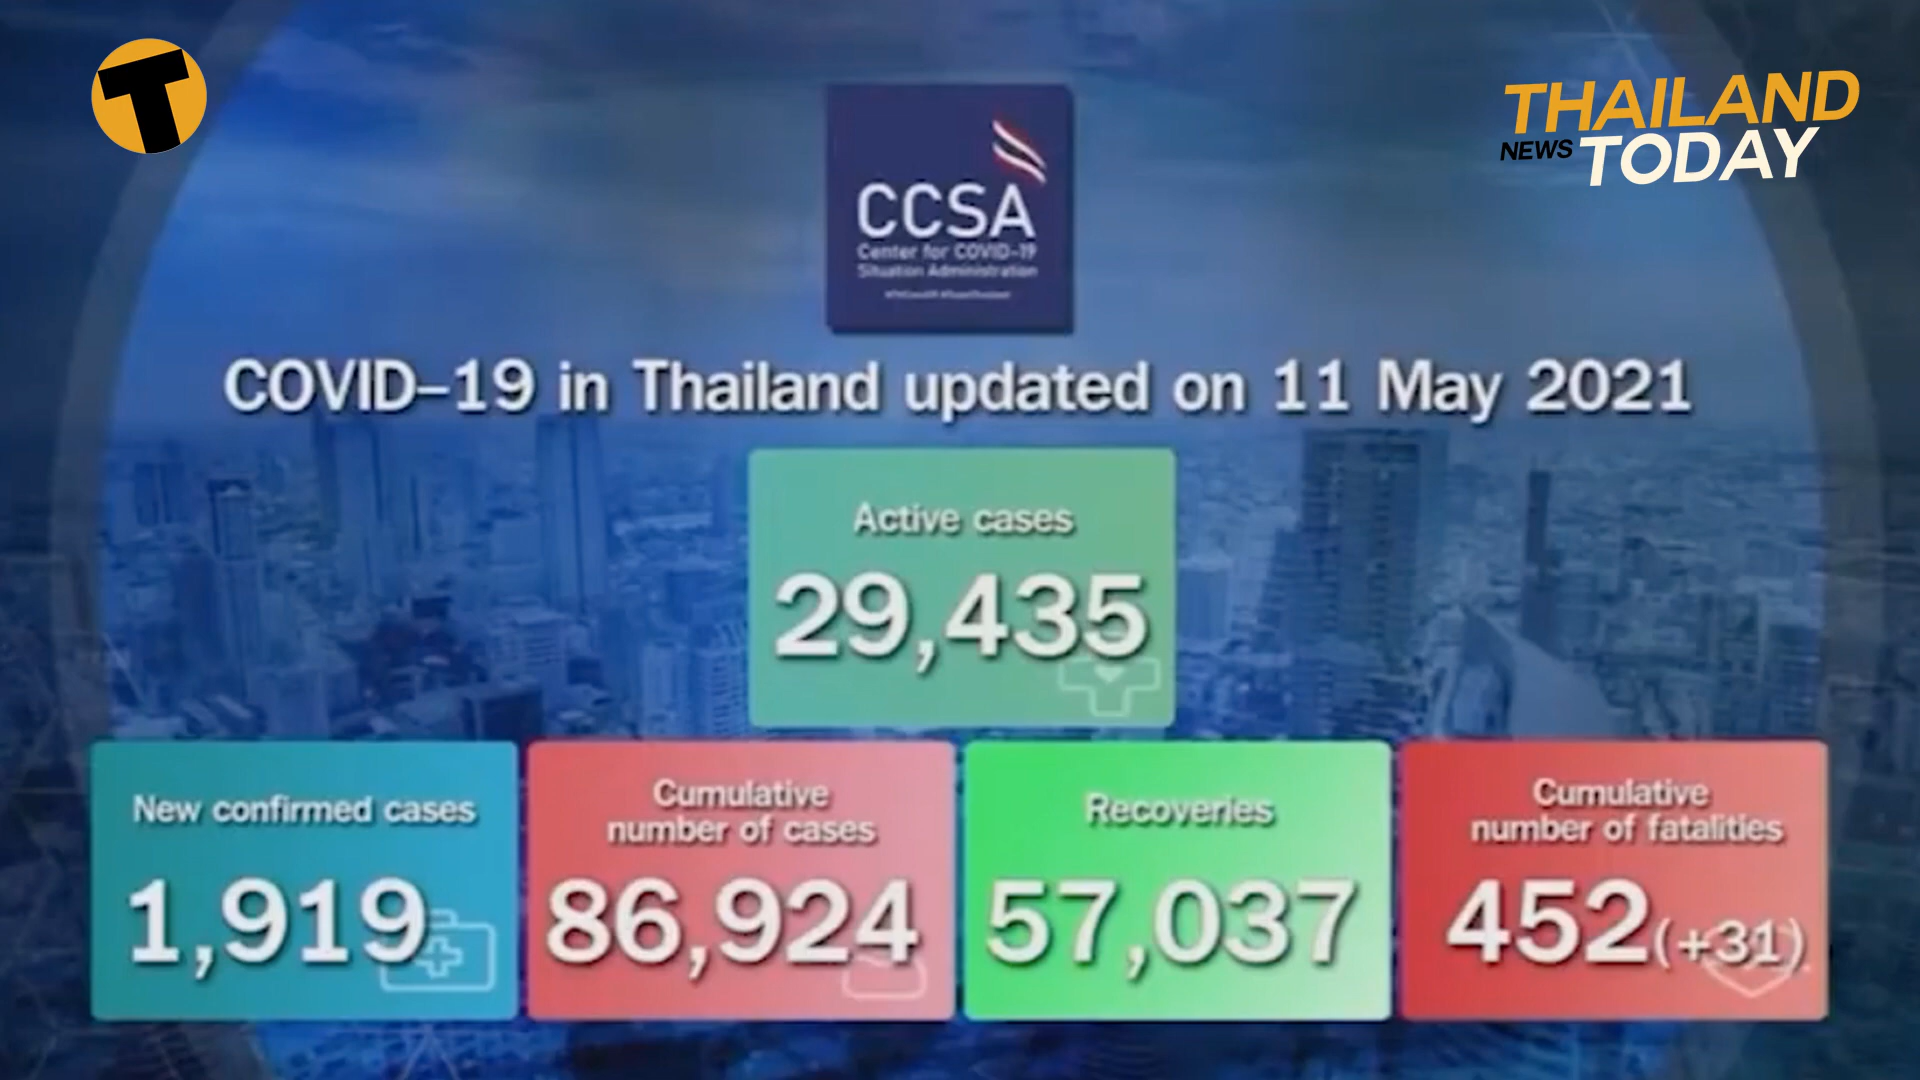 T
THAILAND
NEWS TODAY
CCSA
Center for COVID-19
Situation Administration
COVID-19 in Thailand updated on 11 May 2021
Active cases
29,435
New confirmed cases
1,919
Cumulative
number of cases
86,924
Recoveries
57,037
Cumulative
number of fatalities
452(+31)